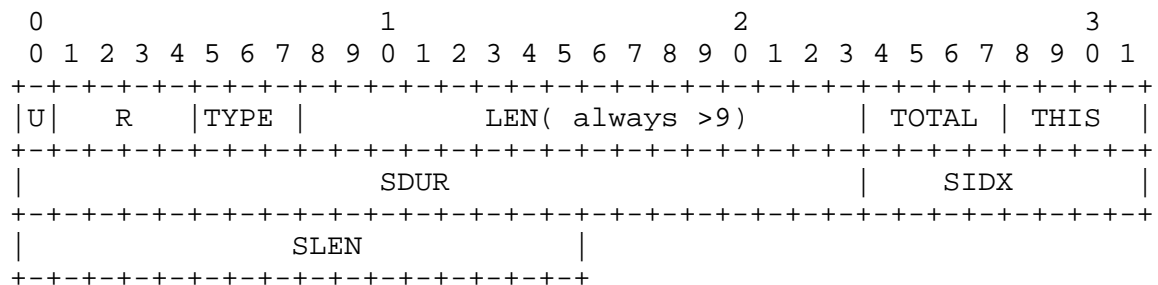 0                   1                   2                   3
 0 1 2 3 4 5 6 7 8 9 0 1 2 3 4 5 6 7 8 9 0 1 2 3 4 5 6 7 8 9 0 1
+-+-+-+-+-+-+-+-+-+-+-+-+-+-+-+-+-+-+-+-+-+-+-+-+-+-+-+-+-+-+-+-+
|U|   R   |TYPE |          LEN( always >9)      | TOTAL | THIS  |
+-+-+-+-+-+-+-+-+-+-+-+-+-+-+-+-+-+-+-+-+-+-+-+-+-+-+-+-+-+-+-+-+
|                    SDUR                       |    SIDX       |
+-+-+-+-+-+-+-+-+-+-+-+-+-+-+-+-+-+-+-+-+-+-+-+-+-+-+-+-+-+-+-+-+
|               SLEN            |
+-+-+-+-+-+-+-+-+-+-+-+-+-+-+-+-+